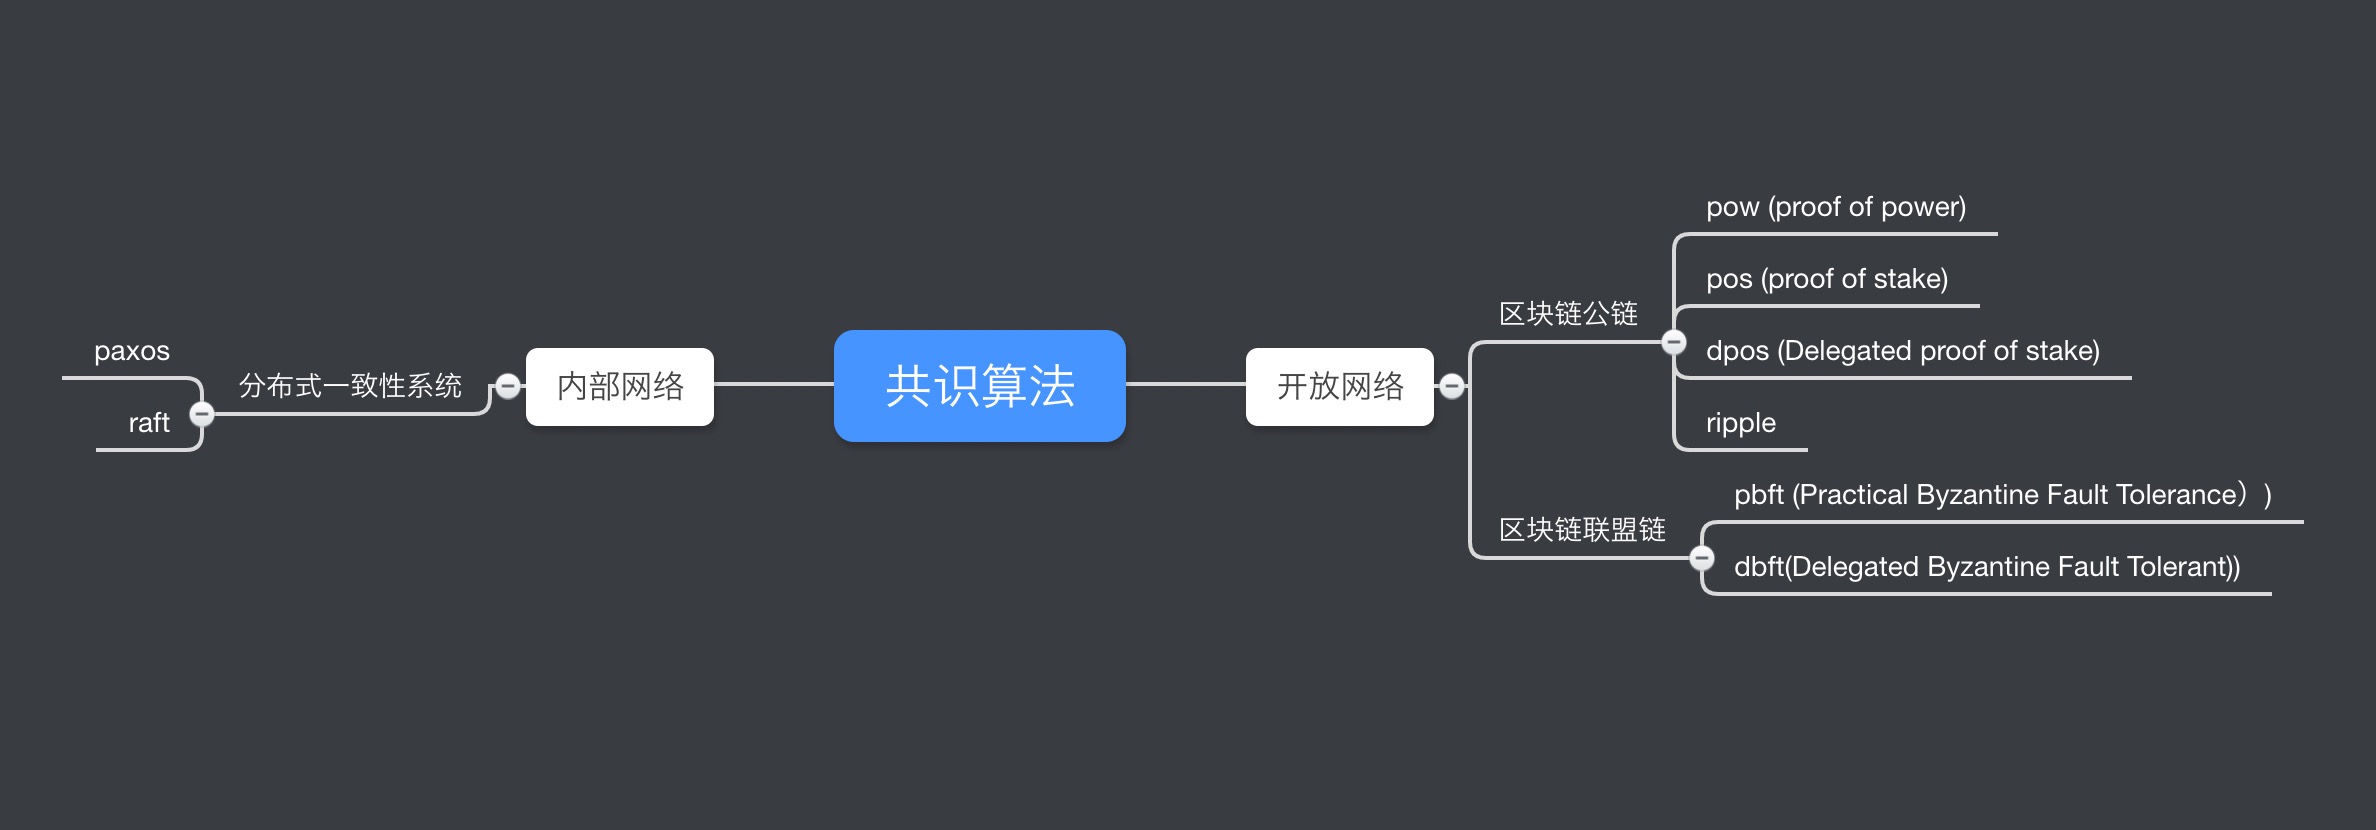 共识算法
内部网络
分布式一致性系统
paxos
raft
开放网络
区块链公链
pow (proof of power)
pos (proof of stake)
dpos (Delegated proof of stake)
ripple
区块链联盟链
pbft (Practical Byzantine Fault Tolerance）)
dbft(Delegated Byzantine Fault Tolerant))